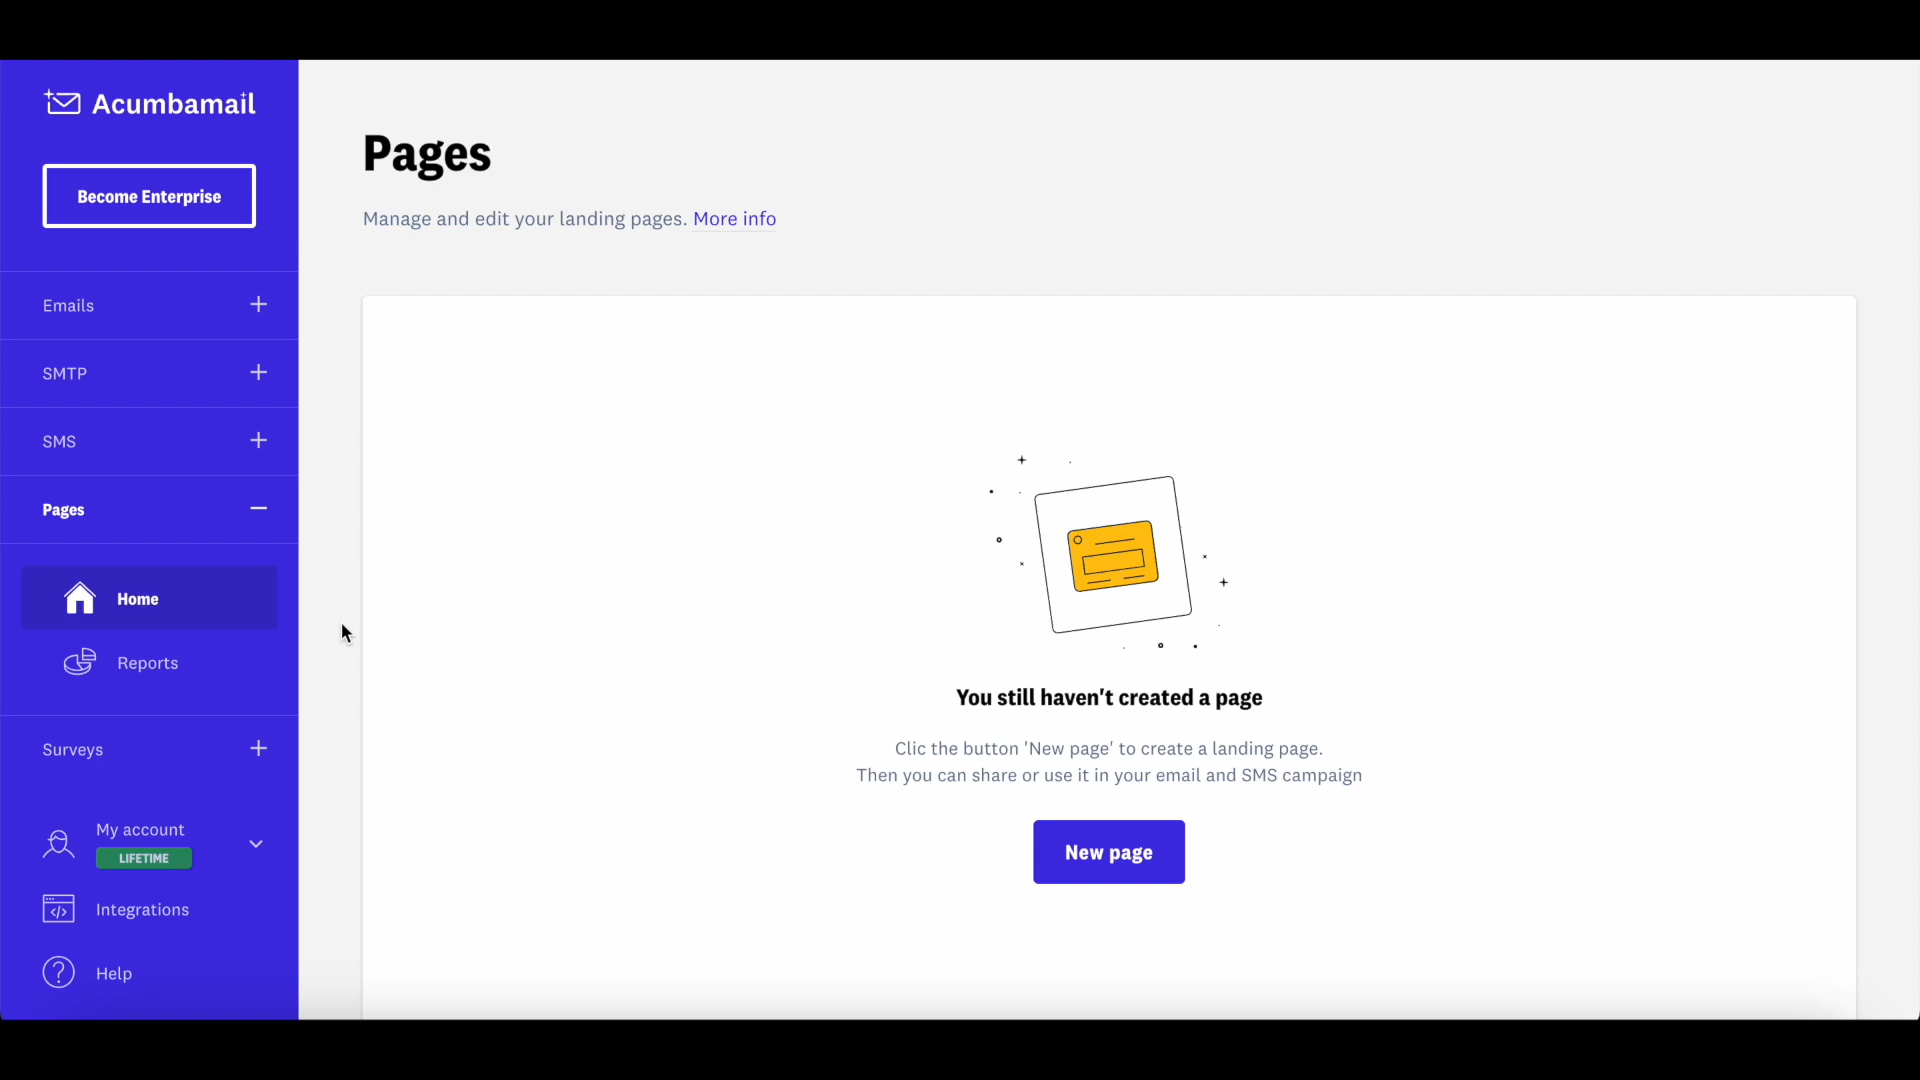 Acumbamail
Become Enterprise
Emails
SMTP
SMS
Pages
Home
Reports
Surveys
My account
LIFETIME
Integrations
Help
Pages
Manage and edit your landing pages. More info
You still haven't created a page
Clic the button 'New page' to create a landing page.
Then you can share or use it in your email and SMS campaign
New page